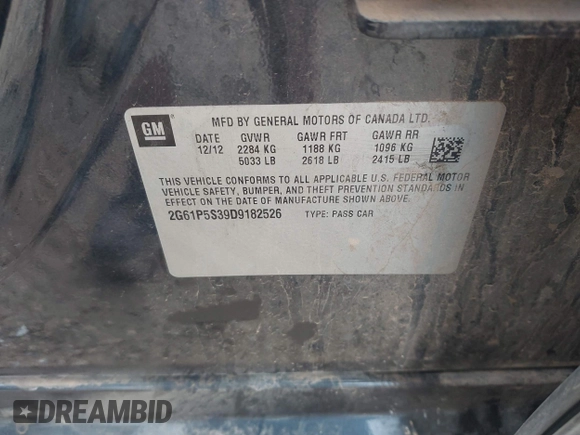 GM
MFD BY GENERAL MOTORS OF CANADA LTD.
DATE GVWR GAWR FRT GAWR RR
12/12 2284 KG 1188 KG 1096 KG
5033 LB 2618 LB 2415 LB
THIS VEHICLE CONFORMS TO ALL APPLICABLE U.S. FEDERAL MOTOR
VEHICLE SAFETY, BUMPER, AND THEFT PREVENTION STANDARDS IN
EFFECT ON THE DATE OF MANUFACTURE SHOWN ABOVE.
2G61P5S39D9182526 TYPE: PASS CAR
DREAMBID